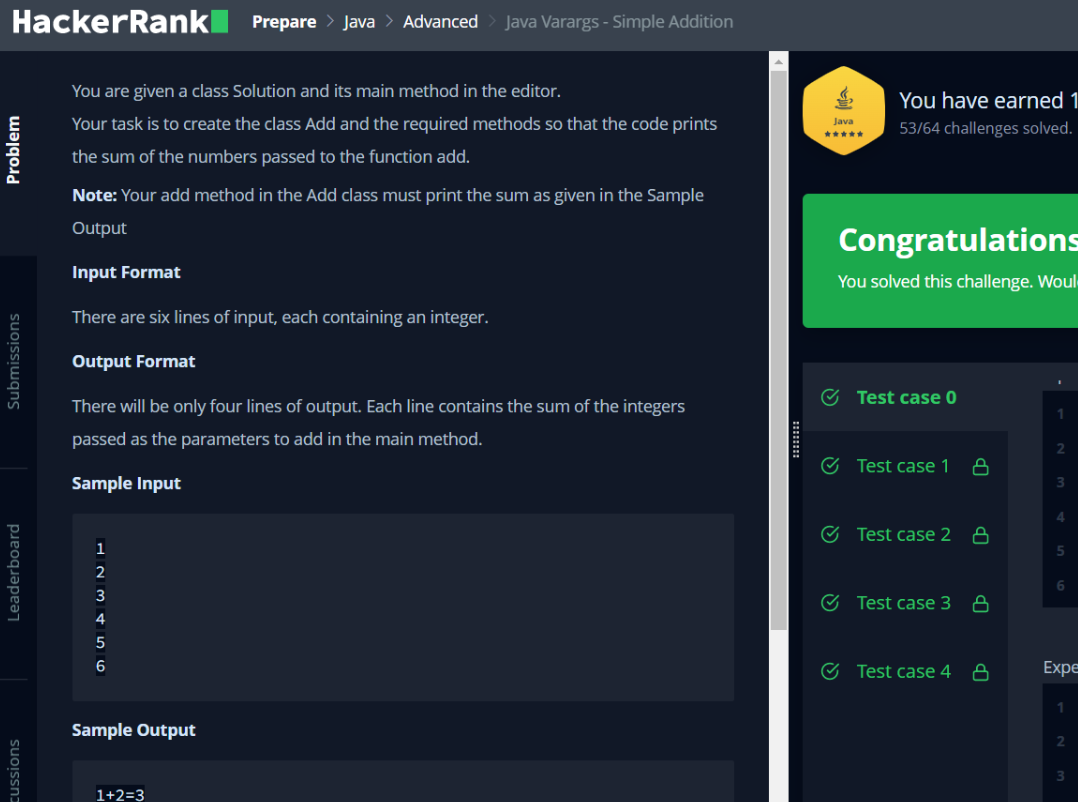 HackerRank
Prepare > Java > Advanced > Java Varargs - Simple Addition
Problem
Submissions
Leaderboard
cussions
You are given a class Solution and its main method in the editor.
Your task is to create the class Add and the required methods so that the code prints
the sum of the numbers passed to the function add.
Note: Your add method in the Add class must print the sum as given in the Sample
Output
Input Format
There are six lines of input, each containing an integer.
Output Format
There will be only four lines of output. Each line contains the sum of the integers
passed as the parameters to add in the main method.
Sample Input
1
2
3
4
5
6
Sample Output
1+2=3
Java
You have earned 1
53/64 challenges solved.
Congratulations
You solved this challenge. Woul
Test case 0
Test case 1
Test case 2
Test case 3
Test case 4
1
2
3
4
5
6
Expe
1
2
3